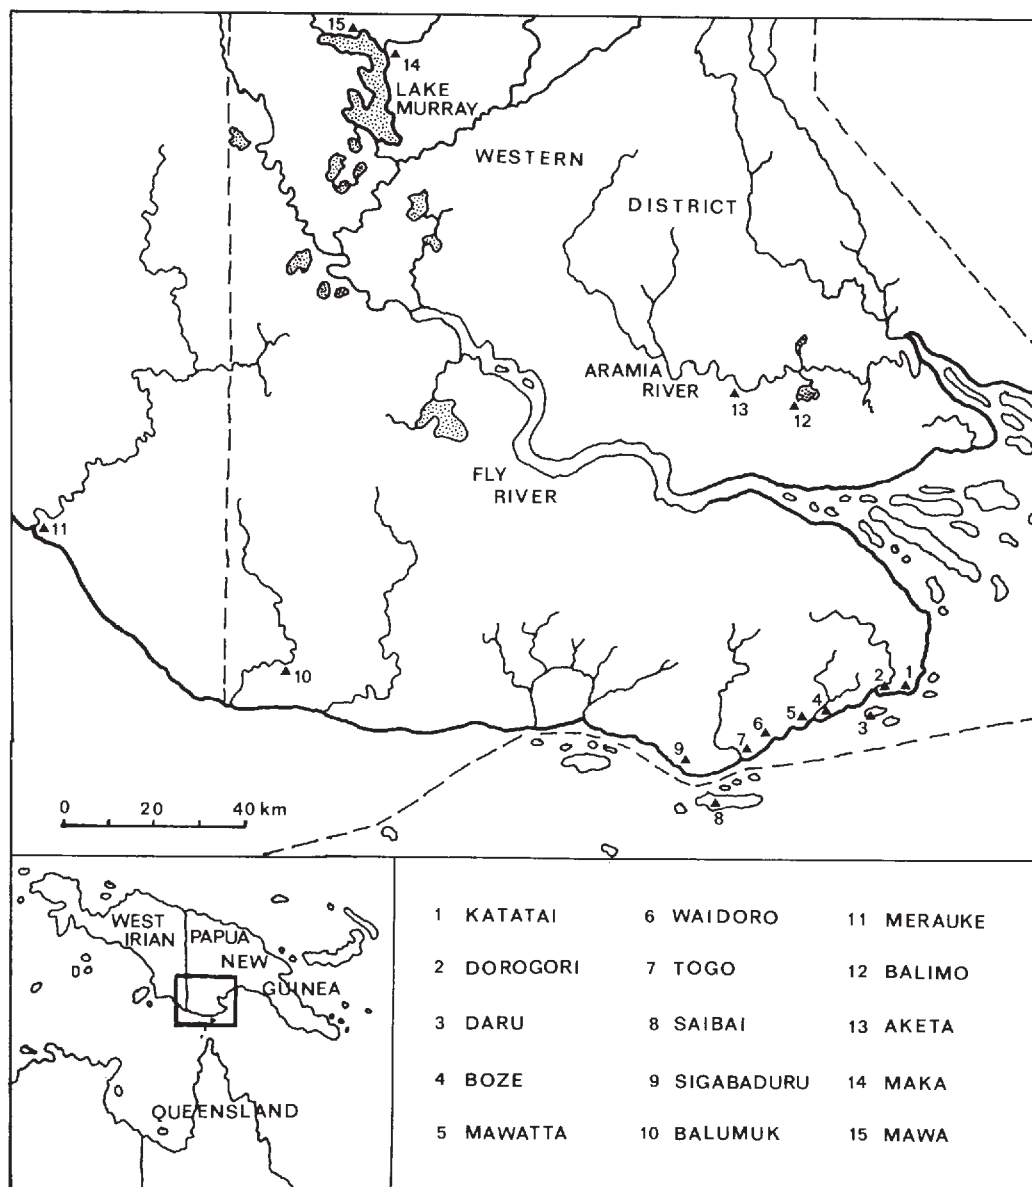 15
14
LAKE
MURRAY
WESTERN
DISTRICT
ARAMIA
RIVER
13
12
FLY
RIVER
11
10
2
1
4
3
5
6
7
9
8
0 20 40 km
WEST
IRIAN
PAPUA
NEW
GUINEA
QUEENSLAND
1 KATATAI
2 DOROGORI
3 DARU
4 BOZE
5 MAWATTA
6 WAIDORO
7 TOGO
8 SAIBAI
9 SIGABADURU
10 BALUMUK
11 MERAUKE
12 BALIMO
13 AKETA
14 MAKA
15 MAWA